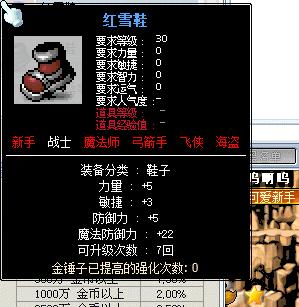 红雪鞋
要求等级: 30
要求力量: 0
要求敏捷: 0
要求智力: 0
要求运气: 0
要求人气度: -
道具等级: -
道具经验值: -
新手 战士 魔法师 弓箭手 飞侠 海盗
装备分类: 鞋子
力量: +5
敏捷: +3
防御力: +5
魔法防御力: +22
可升级次数: 7回
金锤子已提高的强化次数: 0
可爱新手
1000万 金币以上 2,00%